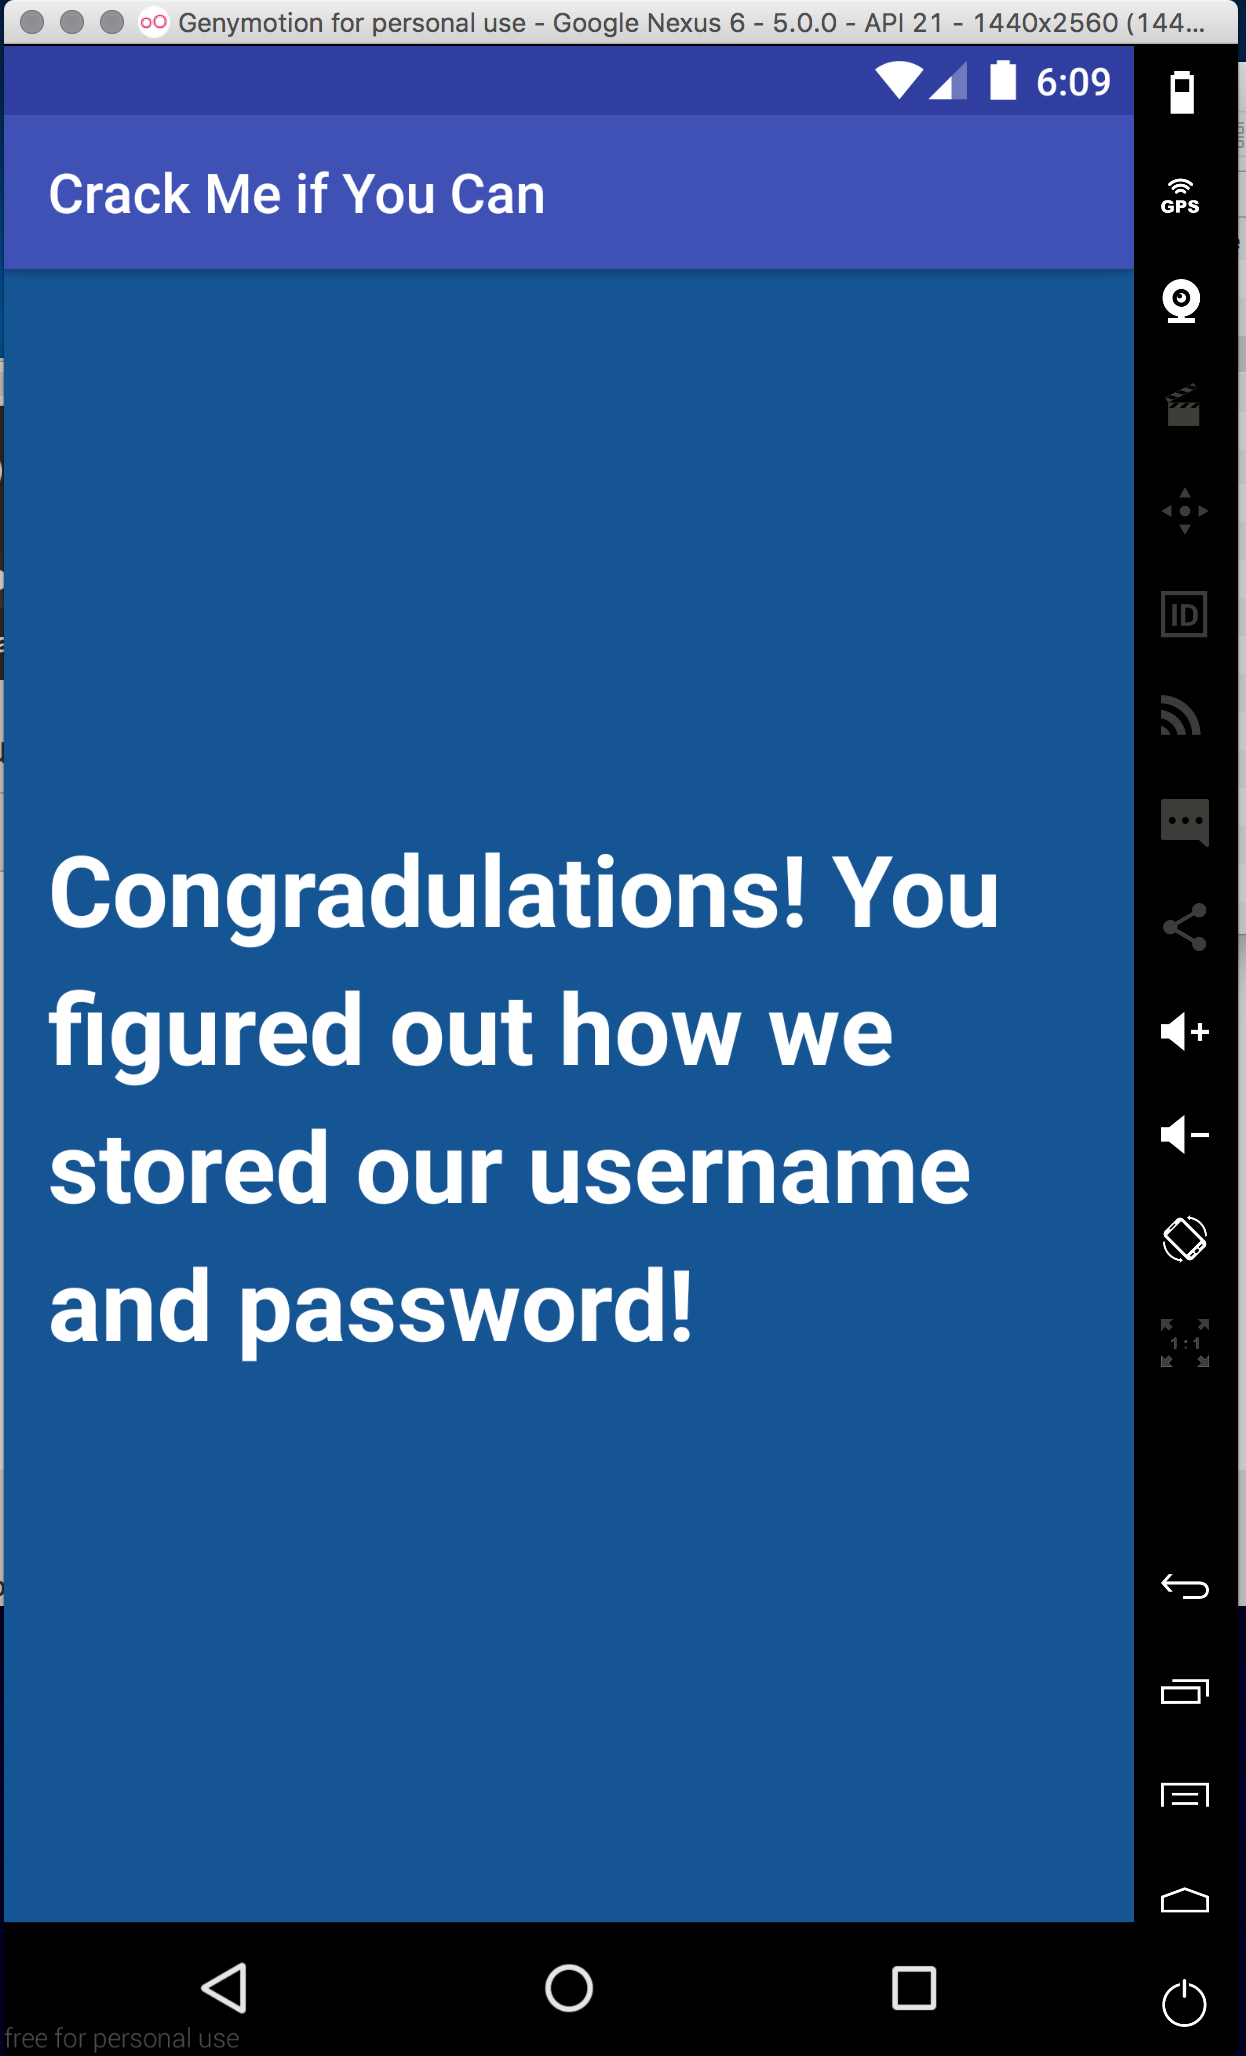 Genymotion for personal use - Google Nexus 6 - 5.0.0 - API 21 - 1440x2560 (144...
6:09
Crack Me if You Can
GPS
ID
Congradulations! You
figured out how we
stored our username
and password!
1:1
free for personal use